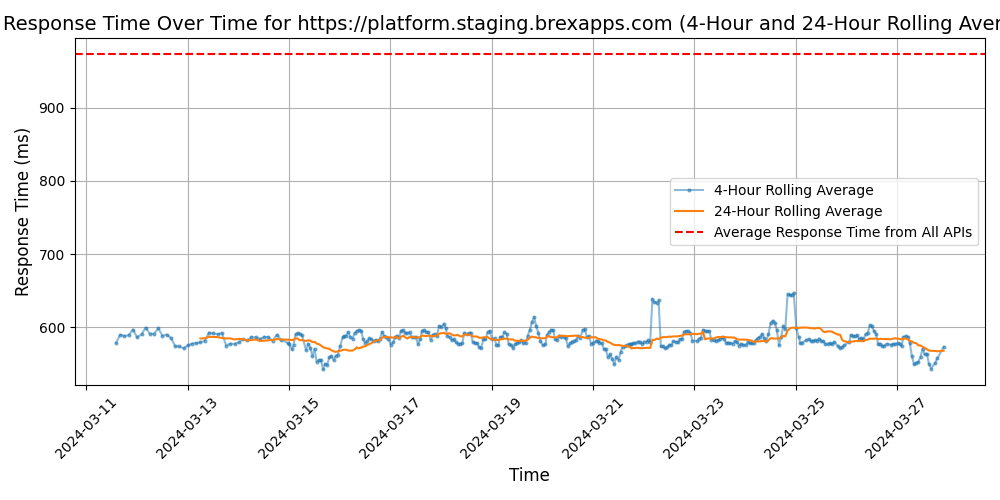 Response Time Over Time for https://platform.staging.brexapps.com (4-Hour and 24-Hour Rolling Aver
Response Time (ms)
900
800
700
600
4-Hour Rolling Average
24-Hour Rolling Average
Average Response Time from All APIs
2024-03-11
2024-03-13
2024-03-15
2024-03-17
2024-03-19
2024-03-21
2024-03-23
2024-03-25
2024-03-27
Time